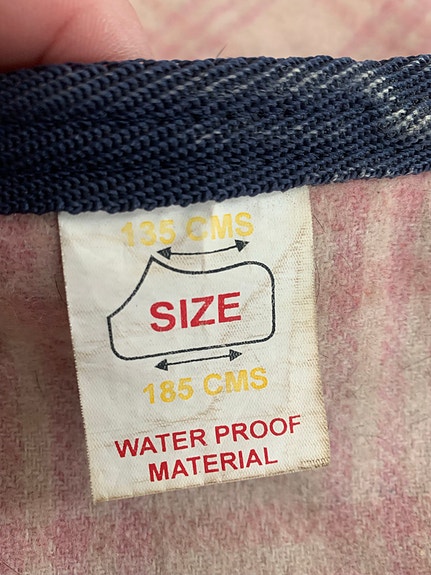 135 CMS
SIZE
185 CMS
WATER PROOF
MATERIAL